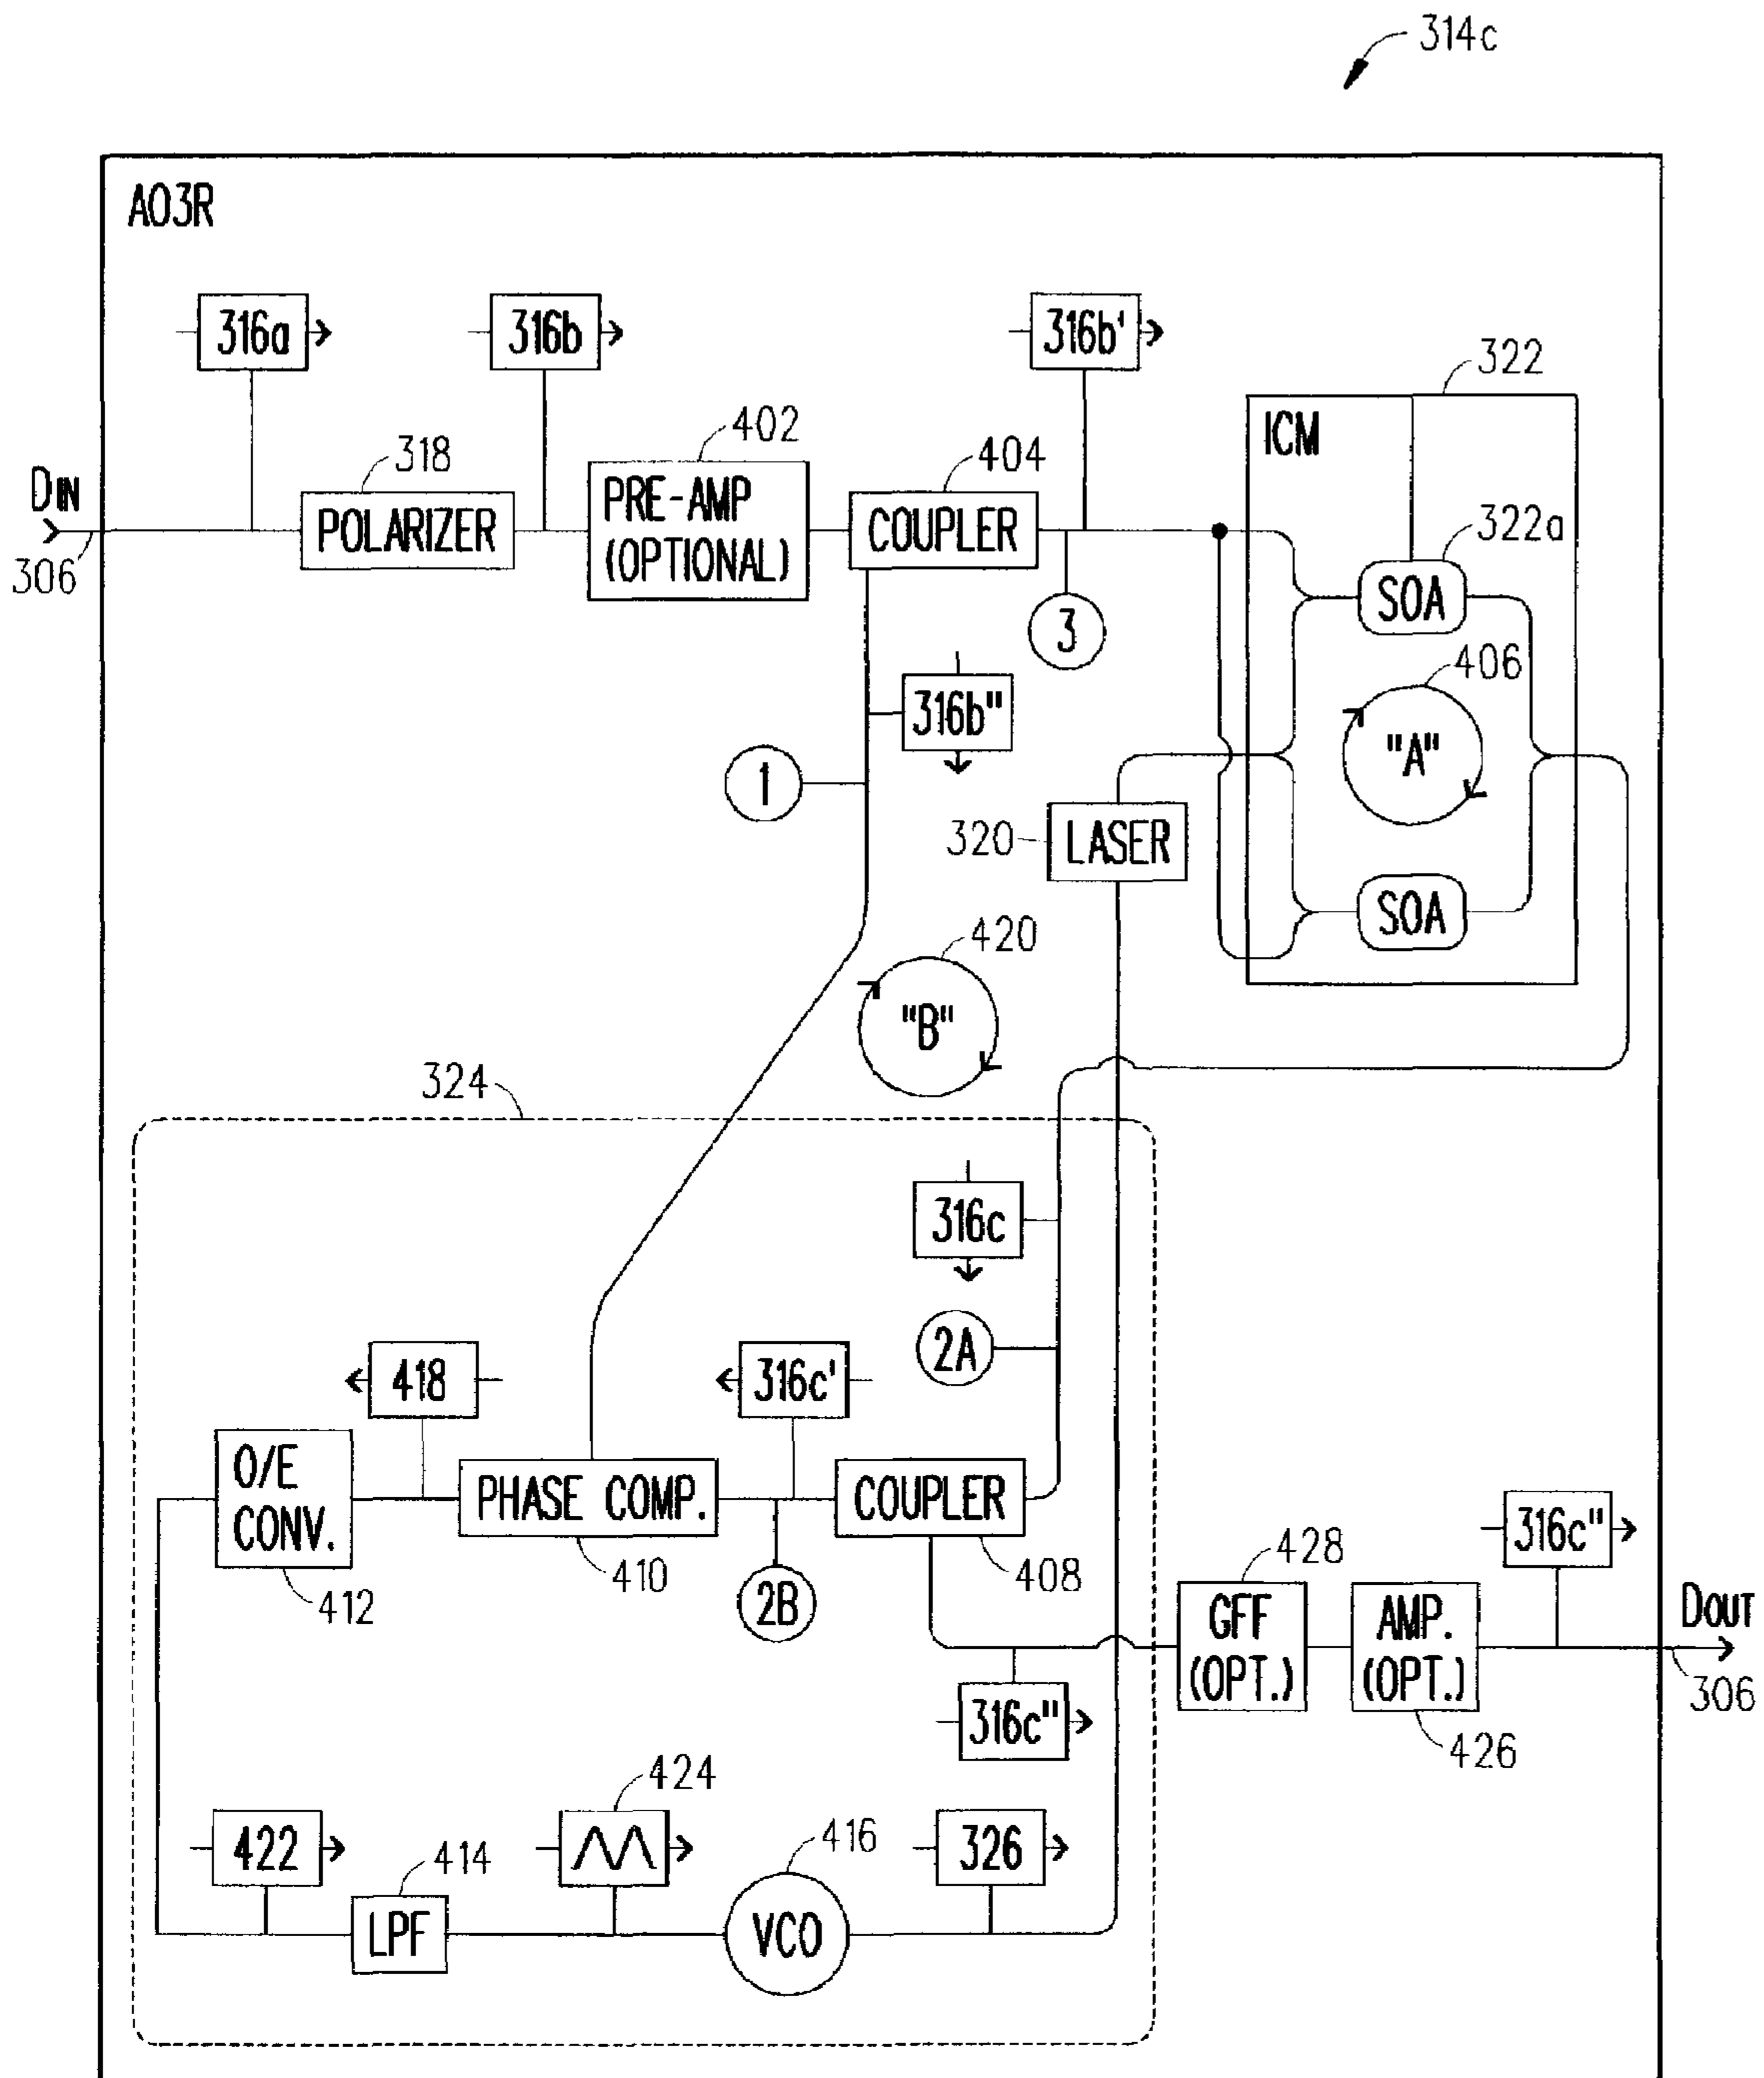 314c
AO3R
316a
316b
316b'
322
402
ICM
318
404
DIN
PRE-AMP
(OPTIONAL)
322a
POLARIZER
COUPLER
306
SOA
3
406
316b"
1
"A"
320
LASER
SOA
420
"B"
324
316c
2A
418
316c'
O/E
CONV.
PHASE COMP.
COUPLER
316c"
428
410
408
412
2B
GFF
(OPT.)
AMP.
(OPT.)
DOUT
306
316c"
424
426
422
414
416
326
LPF
VCO